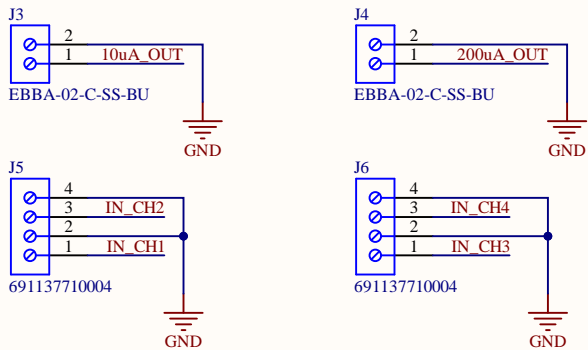 J3
2
1
10uA_OUT
EBBA-02-C-SS-BU
GND
J4
2
1
200uA_OUT
EBBA-02-C-SS-BU
GND
J5
4
3
IN_CH2
2
1
IN_CH1
691137710004
GND
J6
4
3
IN_CH4
2
1
IN_CH3
691137710004
GND